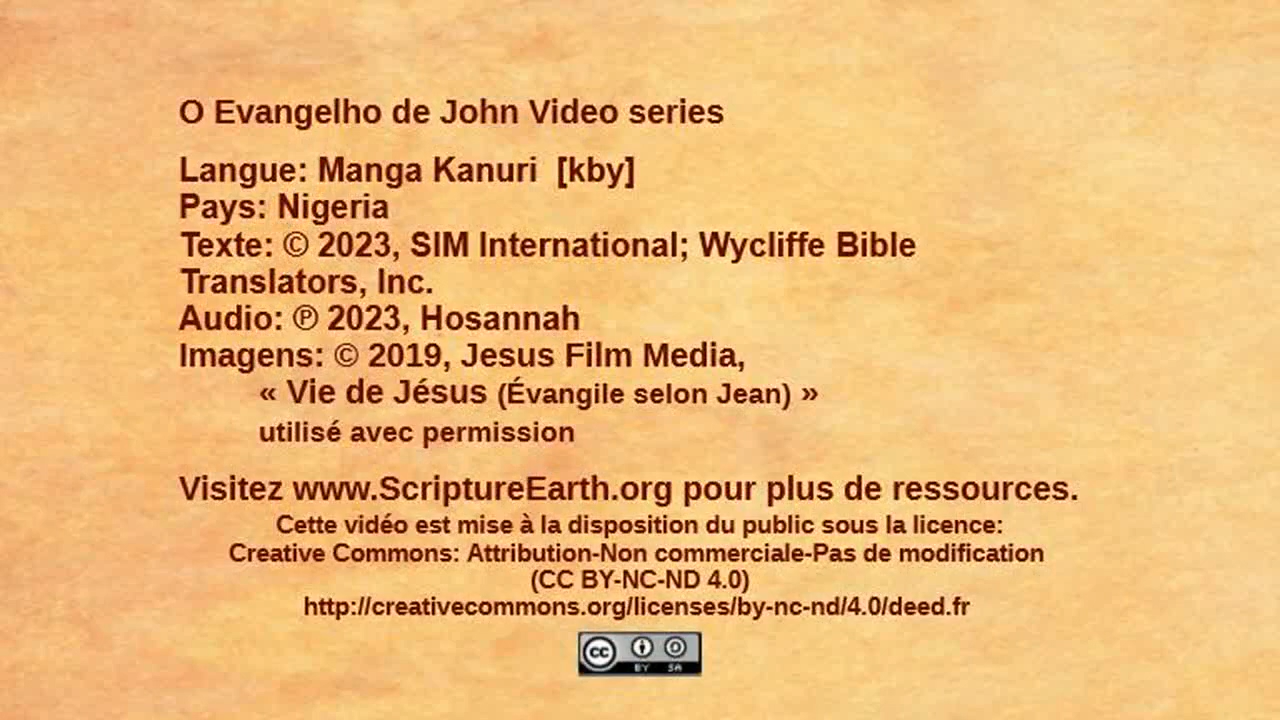 O Evangelho de John Video series
Langue: Manga Kanuri [kby]
Pays: Nigeria
Texte: © 2023, SIM International; Wycliffe Bible
Translators, Inc.
Audio: ℗ 2023, Hosannah
Imagens: © 2019, Jesus Film Media,
« Vie de Jésus (Évangile selon Jean) »
utilisé avec permission
Visitez www.ScriptureEarth.org pour plus de ressources.
Cette vidéo est mise à la disposition du public sous la licence:
Creative Commons: Attribution-Non commerciale-Pas de modification
(CC BY-NC-ND 4.0)
http://creativecommons.org/licenses/by-nc-nd/4.0/deed.fr
cc BY SA